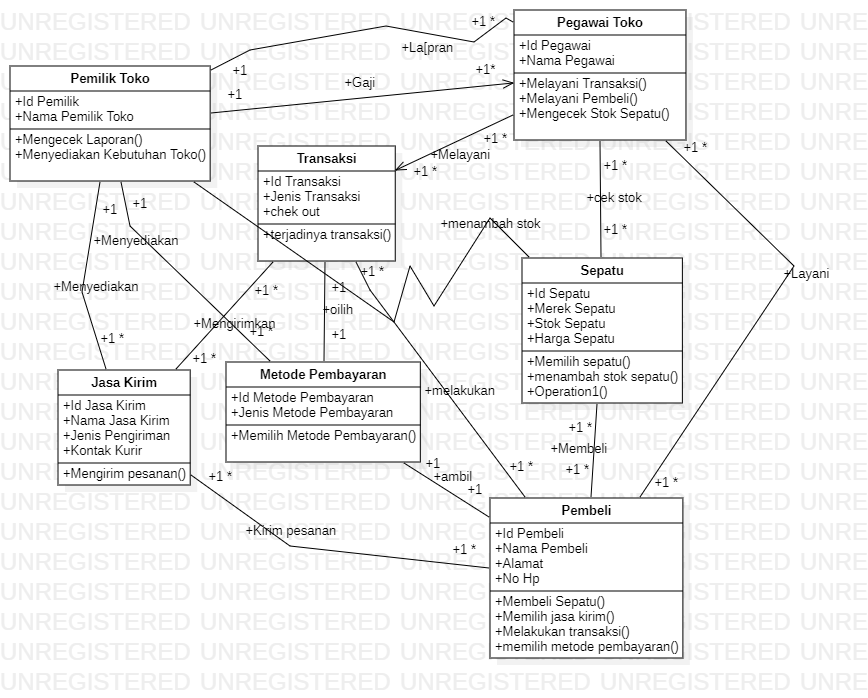 UNREGISTERED UNREGISTERED UNREGISTERED UNREGISTERED UNRE
Pegawai Toko
+Id Pegawai
+Nama Pegawai
+Melayani Transaksi()
+Melayani Pembeli()
+Mengecek Stok Sepatu()
+1 *
+La[pran
+1
+1*
+Gaji
+1
Pemilik Toko
+Id Pemilik
+Nama Pemilik Toko
+Mengecek Laporan()
+Menyediakan Kebutuhan Toko()
+1 *
+Melayani
+1 *
+1 *
+1 *
+cek stok
+1 *
Transaksi
+Id Transaksi
+Jenis Transaksi
+chek out
+terjadinya transaksi()
+1
+1
+Menyediakan
+Menyediakan
+menambah stok
+Layani
+1 *
+1 *
+1
+oilih
+1
+Mengirimkan
+1 *
+1 *
+1 *
Sepatu
+Id Sepatu
+Merek Sepatu
+Stok Sepatu
+Harga Sepatu
+Memilih sepatu()
+menambah stok sepatu()
+Operation1()
Jasa Kirim
+Id Jasa Kirim
+Nama Jasa Kirim
+Jenis Pengiriman
+Kontak Kurir
+Mengirim pesanan()
Metode Pembayaran
+Id Metode Pembayaran
+Jenis Metode Pembayaran
+Memilih Metode Pembayaran()
+melakukan
+1 *
+1 *
+Membeli
+1 *
+1 *
+1
+ambil
+1
+1 *
+Kirim pesanan
+1 *
Pembeli
+Id Pembeli
+Nama Pembeli
+Alamat
+No Hp
+Membeli Sepatu()
+Memilih jasa kirim()
+Melakukan transaksi()
+memilih metode pembayaran()